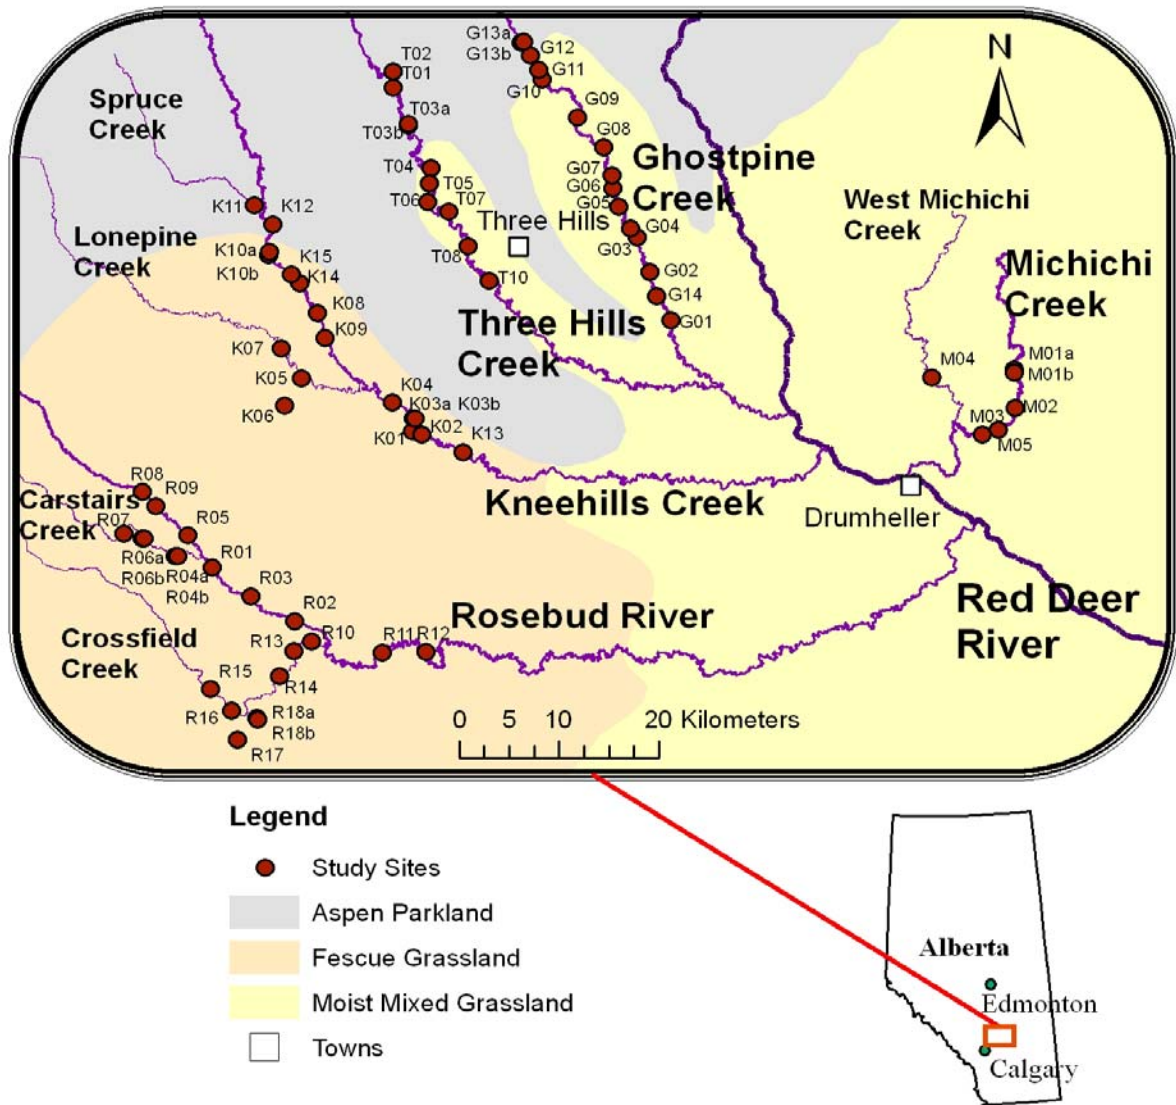 G13a
G13b
G12
G11
G10
G09
G08
G07
G06
G05
G04
G03
G02
G14
G01
Ghostpine
Creek
T02
T01
T03a
T03b
T04
T05
T06
T07
T08
T10
Three Hills
Three Hills
Creek
N
West Michichi
Creek
Michichi
Creek
M04
M01a
M01b
M02
M03
M05
Spruce
Creek
Lonepine
Creek
K11
K12
K10a
K10b
K15
K14
K08
K09
K07
K05
K06
K04
K03a
K03b
K01
K02
K13
Kneehills Creek
Drumheller
Carstairs
Creek
R08
R09
R07
R05
R06a
R06b
R04a
R04b
R01
R03
R02
R10
R13
R11
R12
R14
R15
R16
R18a
R18b
R17
Rosebud River
Red Deer
River
Crossfield
Creek
0 5 10 20 Kilometers
Legend
Study Sites
Aspen Parkland
Fescue Grassland
Moist Mixed Grassland
Towns
Alberta
Edmonton
Calgary